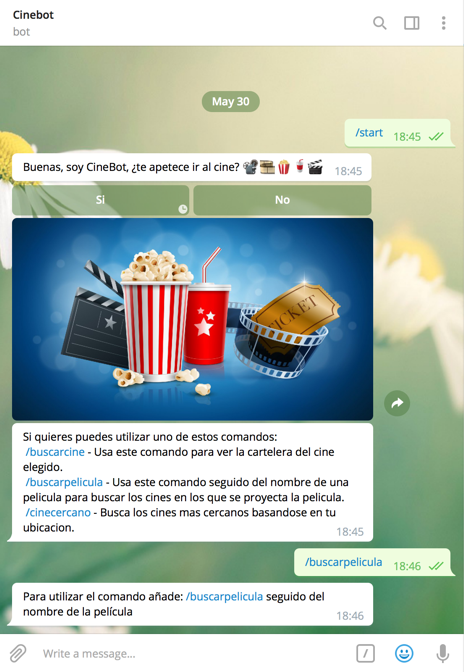 Cinebot
bot
May 30
/start 18:45
Buenas, soy CineBot, ¿te apetece ir al cine? 18:45
Si No
TICKET
Si quieres puedes utilizar uno de estos comandos:
/buscarcine - Usa este comando para ver la cartelera del cine
elegido.
/buscarpelicula - Usa este comando seguido del nombre de una
pelicula para buscar los cines en los que se proyecta la pelicula.
/cinecercano - Busca los cines mas cercanos basandose en tu
ubicacion. 18:45
/buscarpelicula 18:46
Para utilizar el comando añade: /buscarpelicula seguido del
nombre de la película 18:46
Write a message...